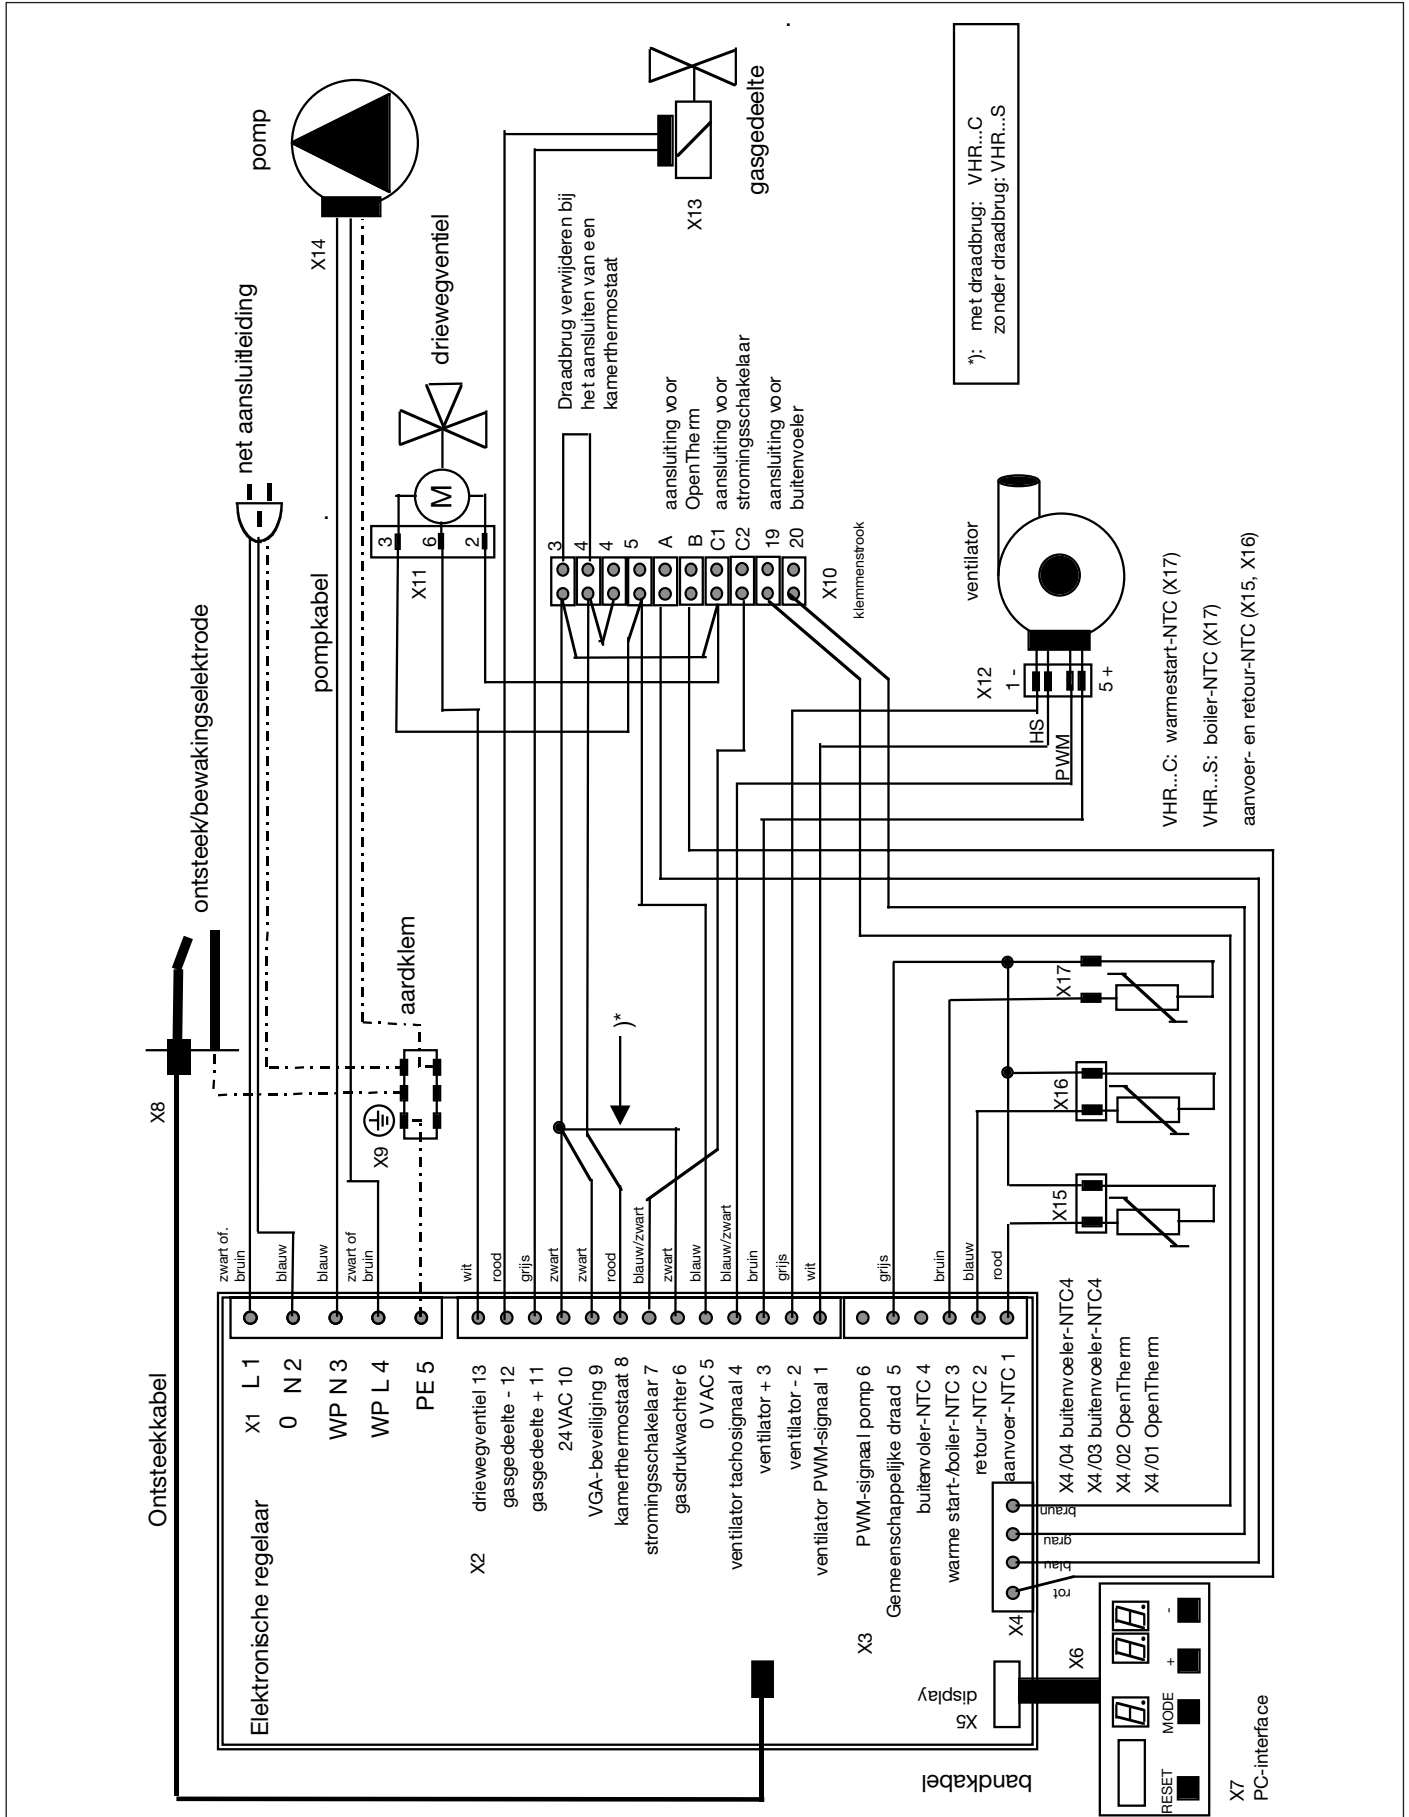 Ontsteekkabel
X8
ontsteek/bewakingselektrode
net aansluitleiding
pomp
X14
pompkabel
aardklem
X9
driewegventiel
M
3
6
2
X11
gasgedeelte
X13
Draadbrug verwijderen bij
het aansluiten van een
kamerthermostaat
3
4
4
5
A
B
C1
C2
19
20
aansluiting voor
OpenTherm
aansluiting voor
stromingsschakelaar
aansluiting voor
buitenvoeler
X10
klemmenstrook
*): met draadbrug: VHR...C
zonder draadbrug: VHR...S
ventilator
X12
1 -
5 +
HS
PWM
VHR...C: warmestart-NTC (X17)
VHR...S: boiler-NTC (X17)
aanvoer- en retour-NTC (X15, X16)
)*
X17
X16
X15
zwart of.
bruin
blauw
blauw
zwart of
bruin
wit
rood
grijs
zwart
zwart
rood
blauw/zwart
zwart
blauw
blauw/zwart
bruin
grijs
wit
grijs
bruin
blauw
rood
Elektronische regelaar
X1 L 1
0 N 2
WP N 3
WP L 4
PE 5
X2
driewegventiel 13
gasgedeelte - 12
gasgedeelte + 11
24VAC 10
VGA-beveiliging 9
kamerthermostaat 8
stromingsschakelaar 7
gasdrukwachter 6
0 VAC 5
ventilator tachosignaal 4
ventilator + 3
ventilator - 2
ventilator PWM-signaal 1
X3
PWM-signaal pomp 6
Gemeenschappelijke draad 5
buitenvoler-NTC 4
warme start-/boiler-NTC 3
retour-NTC 2
aanvoer-NTC 1
X4/04 buitenvoeler-NTC4
X4/03 buitenvoeler-NTC4
X4/02 OpenTherm
X4/01 OpenTherm
braun
grau
blau
rot
X4
X5
display
X6
bandkabel
RESET
MODE
+
-
X7
PC-interface